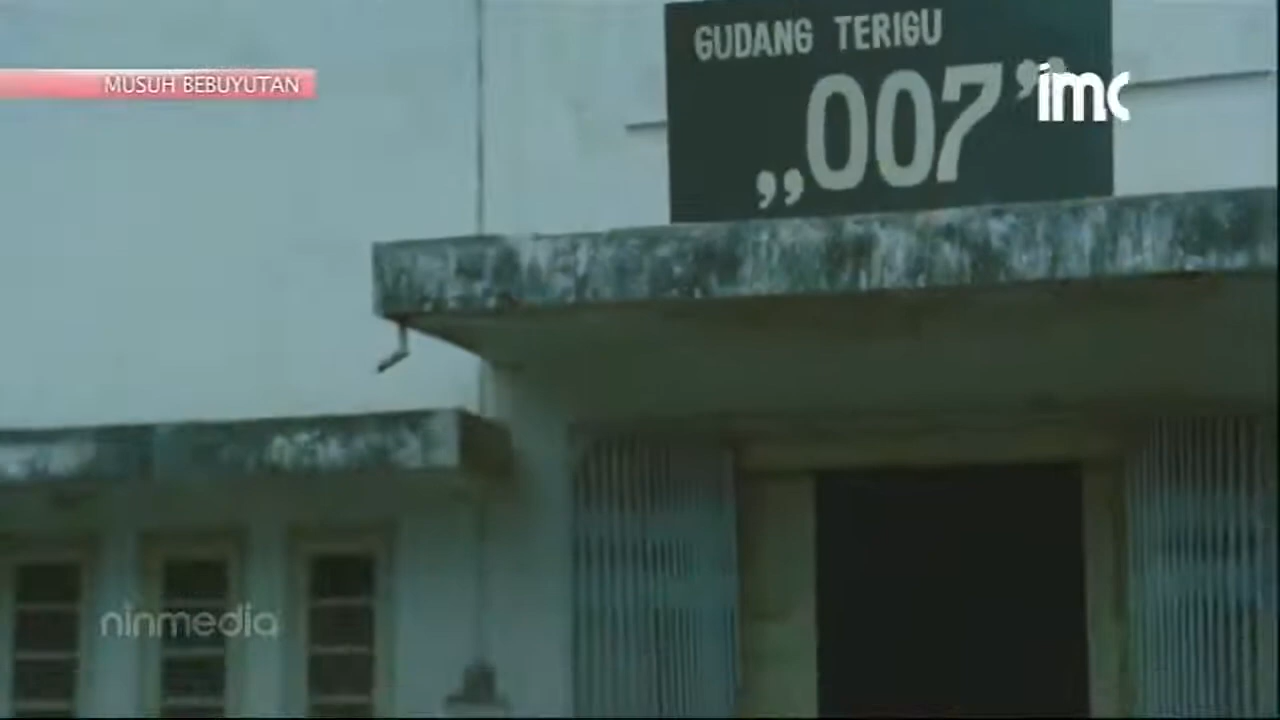 GUDANG TERIGU
„007”
MUSUH BEBUYUTAN
imc
ninmedia